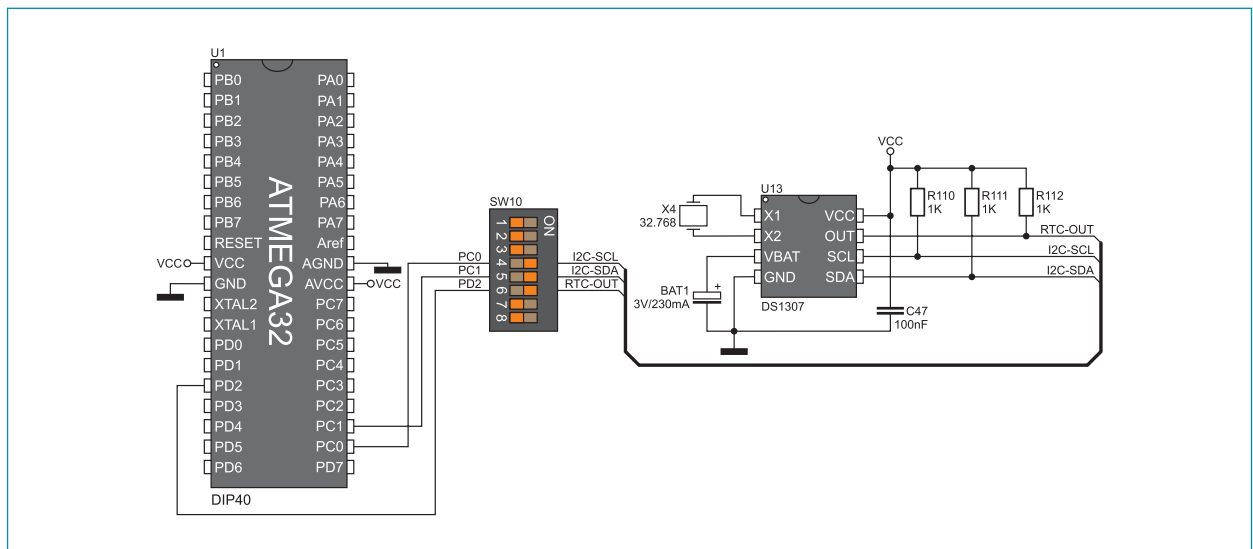 U1
PB0
PB1
PB2
PB3
PB4
PB5
PB6
PB7
RESET
VCC
GND
XTAL2
XTAL1
PD0
PD1
PD2
PD3
PD4
PD5
PD6
ATMEGA32
PA0
PA1
PA2
PA3
PA4
PA5
PA6
PA7
Aref
AGND
AVCC
PC7
PC6
PC5
PC4
PC3
PC2
PC1
PC0
PD7
VCC
VCC
DIP40
PC0
PC1
PD2
SW10
ON
1
2
3
4
5
6
7
8
I2C-SCL
I2C-SDA
RTC-OUT
X4
32.768
BAT1
3V/230mA
+
U13
X1
X2
VBAT
GND
VCC
OUT
SCL
SDA
DS1307
VCC
R110
1K
R111
1K
R112
1K
RTC-OUT
I2C-SCL
I2C-SDA
C47
100nF